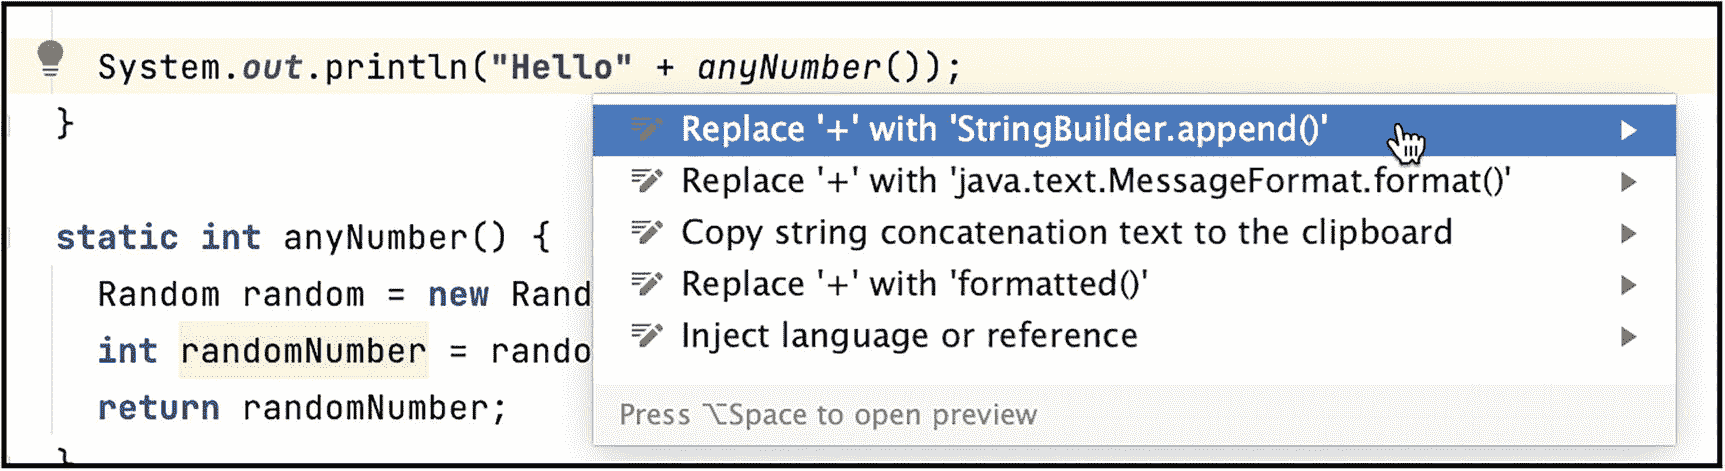 System.out.println("Hello" + anyNumber());
}
Replace '+' with 'StringBuilder.append()'
Replace '+' with 'java.text.MessageFormat.format()'
Copy string concatenation text to the clipboard
Replace '+' with 'formatted()'
Inject language or reference
Press ⌥Space to open preview
static int anyNumber() {
Random random = new Rand
int randomNumber = rando
return randomNumber;
}